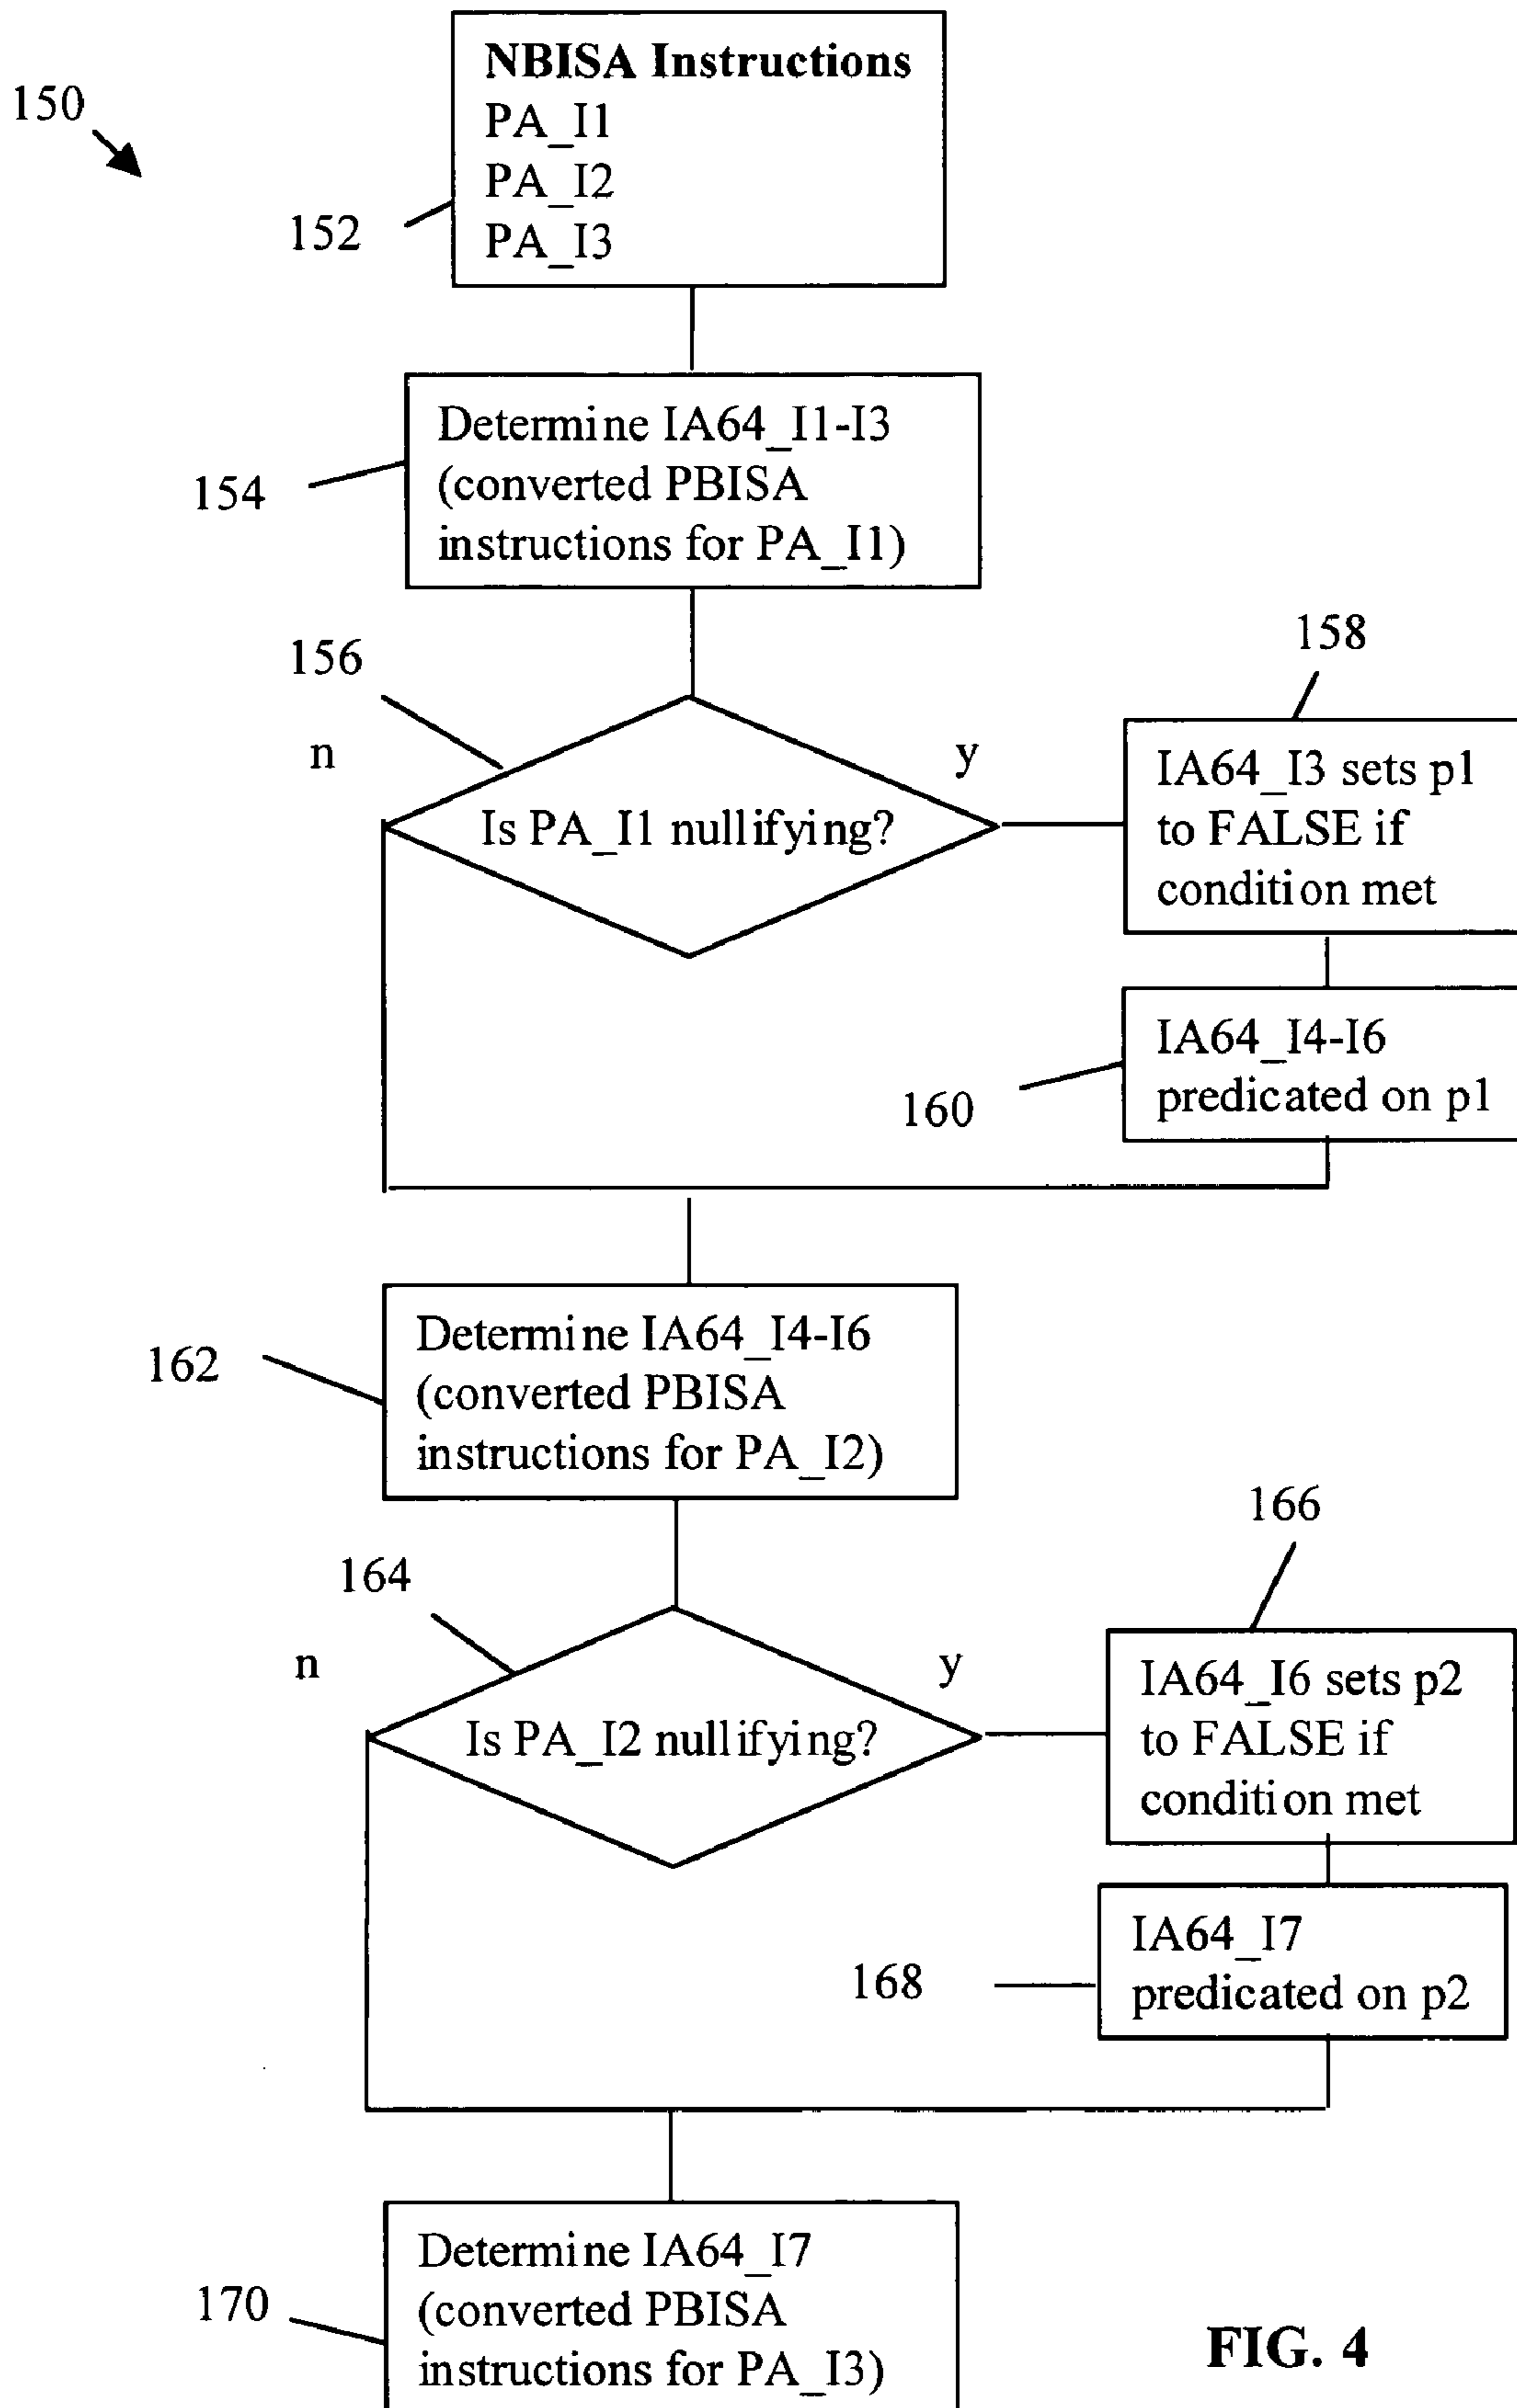 150
NBISA Instructions
PA_I1
PA_I2
PA_I3
152
Determine IA64_I1-I3
(converted PBISA
instructions for PA_I1)
154
156
n
y
Is PA_I1 nullifying?
158
IA64_I3 sets p1
to FALSE if
condition met
IA64_I4-I6
predicated on p1
160
Determine IA64_I4-I6
(converted PBISA
instructions for PA_I2)
162
164
n
y
Is PA_I2 nullifying?
166
IA64_I6 sets p2
to FALSE if
condition met
IA64_I7
predicated on p2
168
Determine IA64_I7
(converted PBISA
instructions for PA_I3)
170
FIG. 4